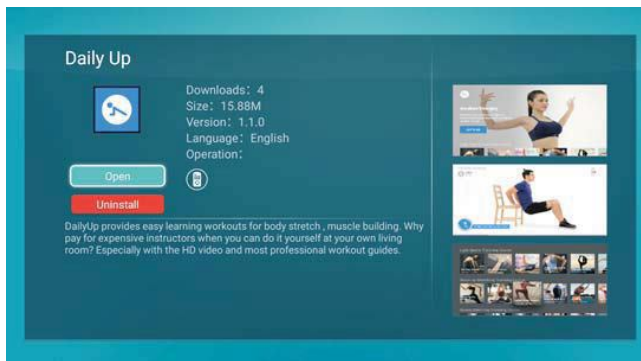 Daily Up
Downloads: 4
Size: 15.88M
Version: 1.1.0
Language: English
Operation:
Open
Uninstall
DailyUp provides easy learning workouts for body stretch , muscle building. Why
pay for expensive instructors when you can do it yourself at your own living
room? Especially with the HD video and most professional workout guides.